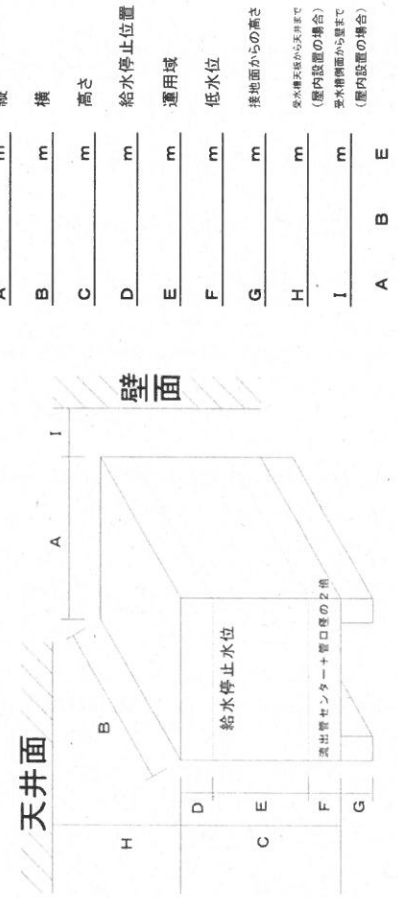 天井面
壁面
A
I
B
H
D
E
C
F
G
給水停止水位
流出管センター+管口径の2倍
A m 縦
B m 横
C m 高さ
D m 給水停止位置
E m 運用域
F m 低水位
G m 接地面からの高さ
H m 受水槽天板から天井まで
(屋内設置の場合)
I m 受水槽側面から壁まで
(屋内設置の場合)
A B E